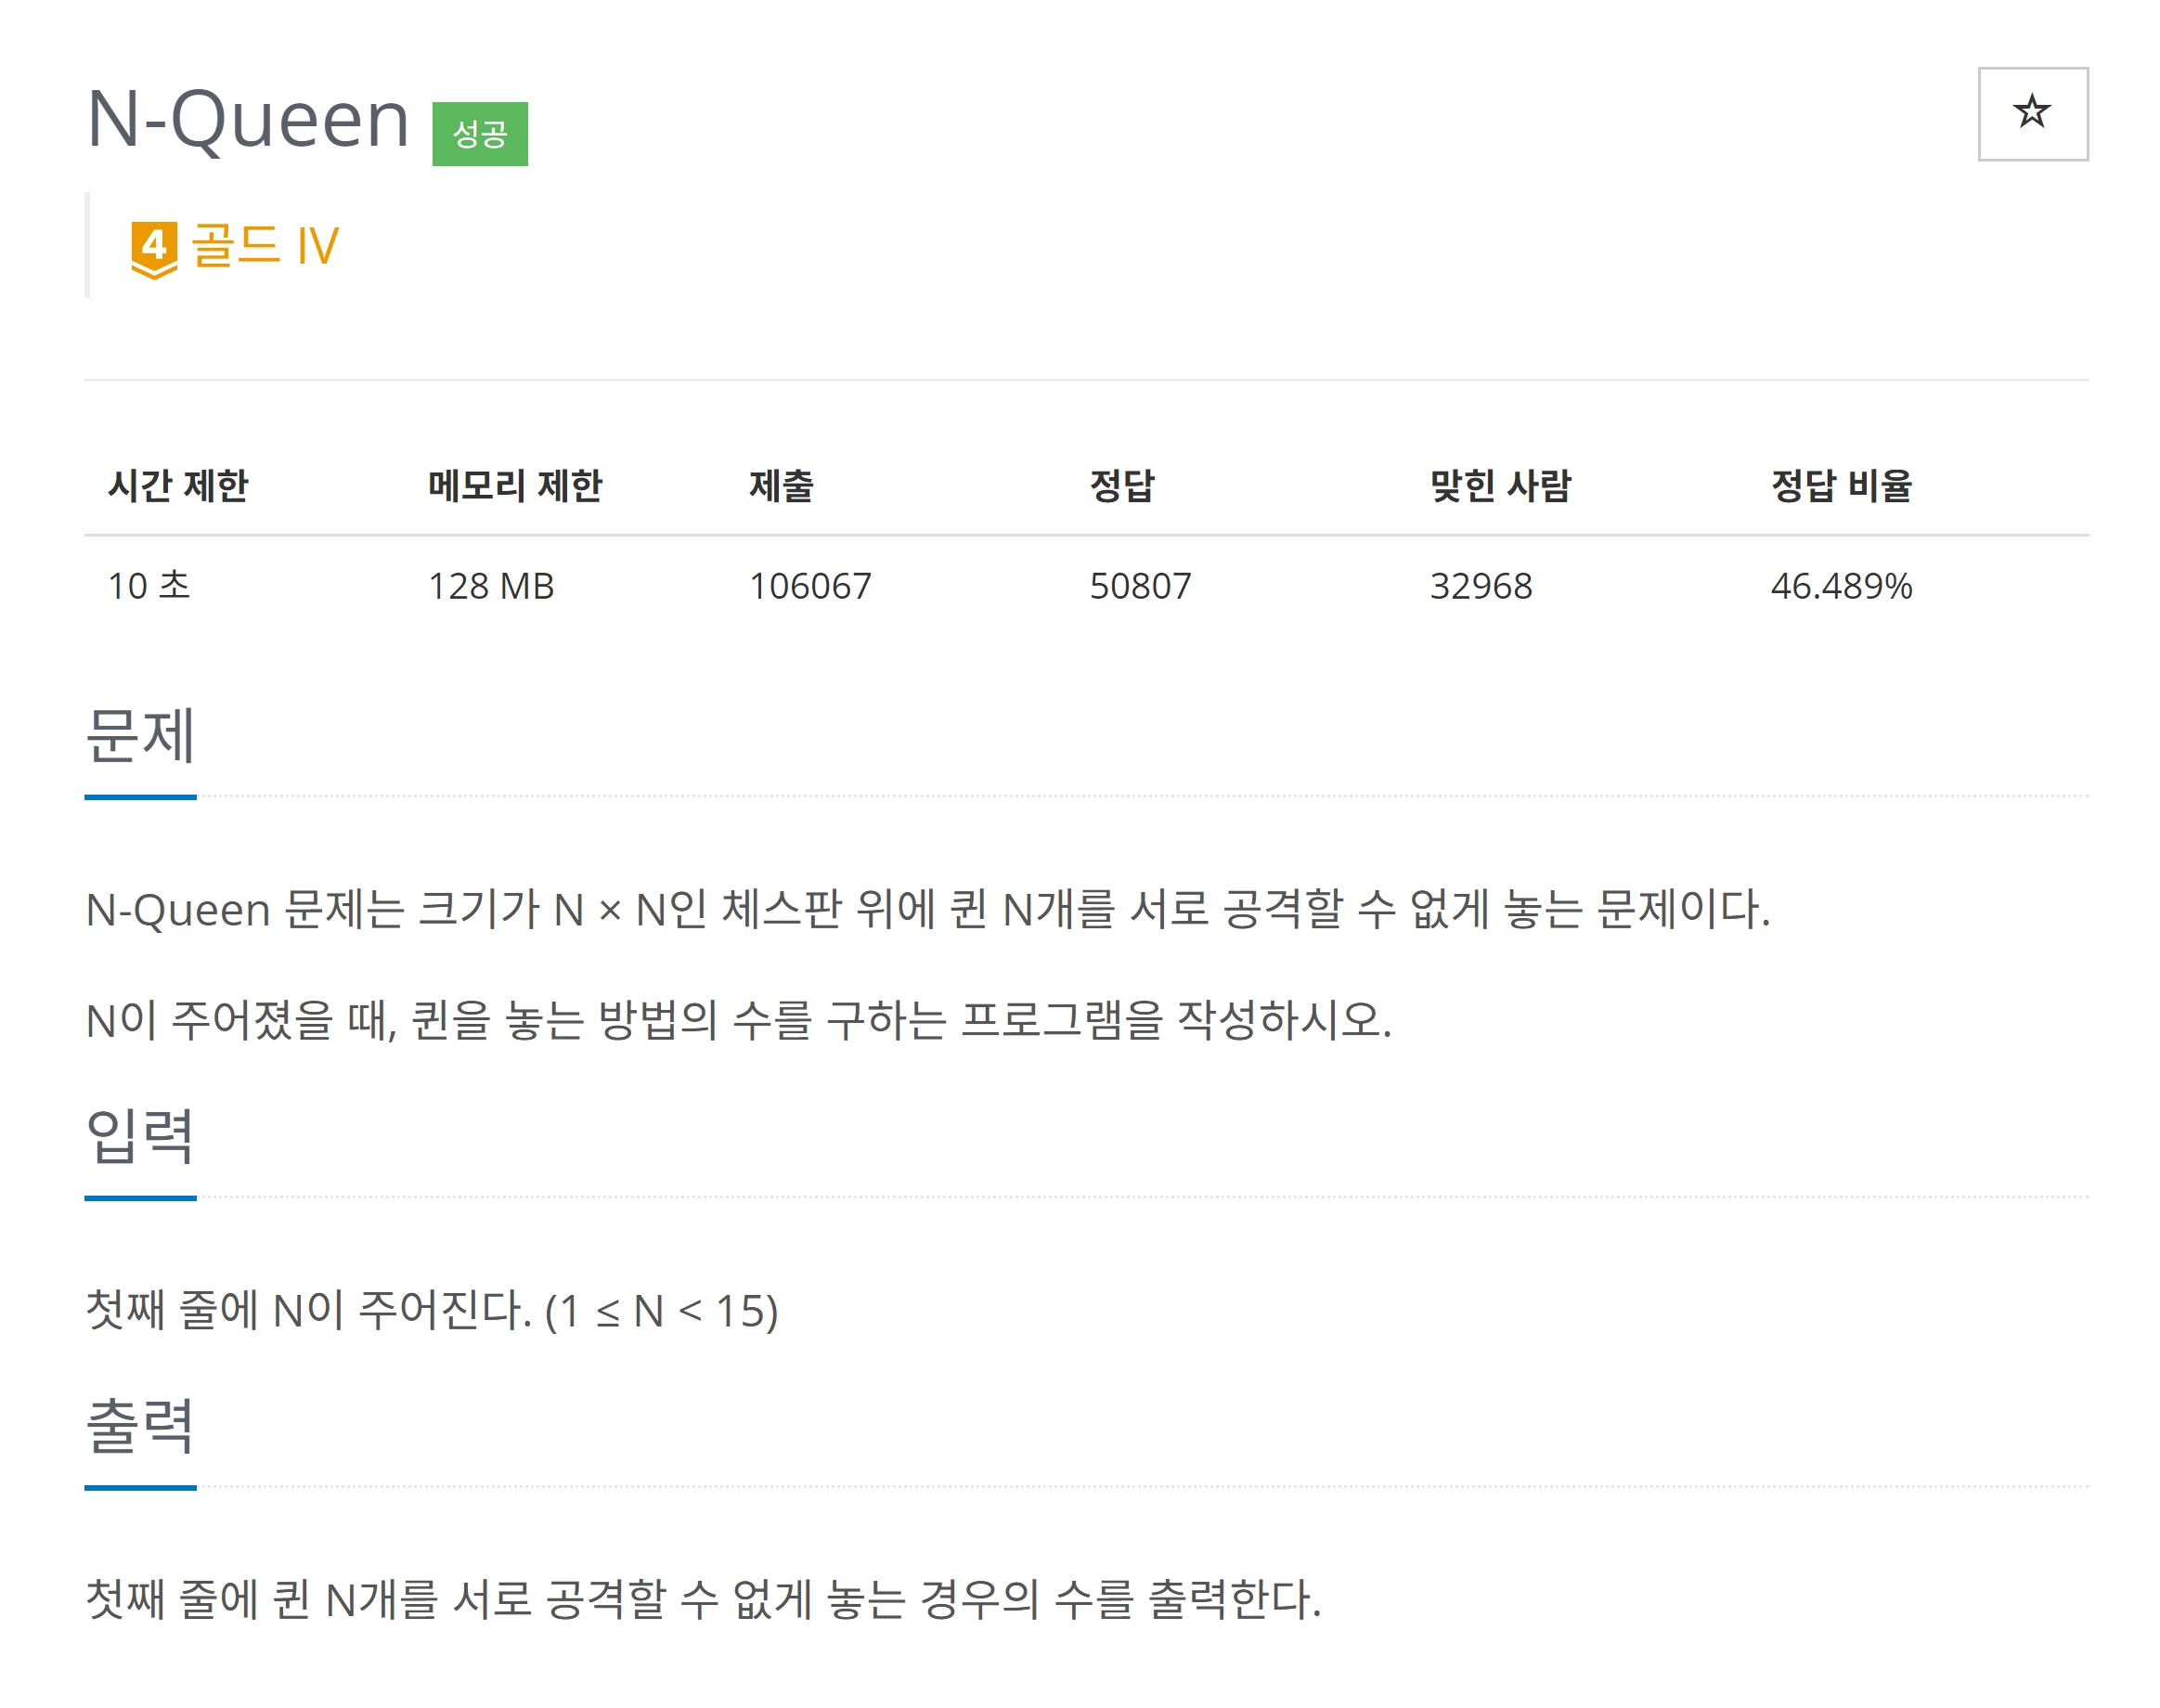 N-Queen 성공
☆
4 골드 IV
시간 제한 메모리 제한 제출 정답 맞힌 사람 정답 비율
10 초 128 MB 106067 50807 32968 46.489%
문제
N-Queen 문제는 크기가 N × N인 체스판 위에 퀸 N개를 서로 공격할 수 없게 놓는 문제이다.
N이 주어졌을 때, 퀸을 놓는 방법의 수를 구하는 프로그램을 작성하시오.
입력
첫째 줄에 N이 주어진다. (1 ≤ N < 15)
출력
첫째 줄에 퀸 N개를 서로 공격할 수 없게 놓는 경우의 수를 출력한다.